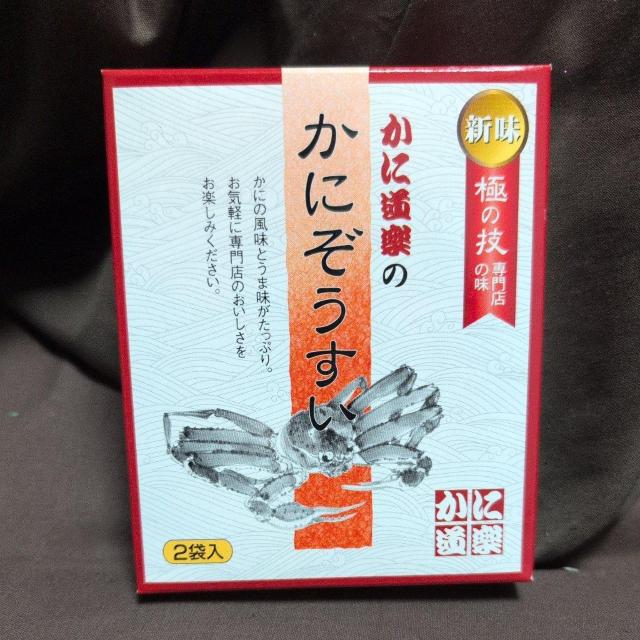 新味
極の技
専門店
の味
かに道楽の
かにぞうすい
かにの風味とうま味がたっぷり。
お気軽に専門店のおいしさを
お楽しみください。
かに
道楽
2袋入